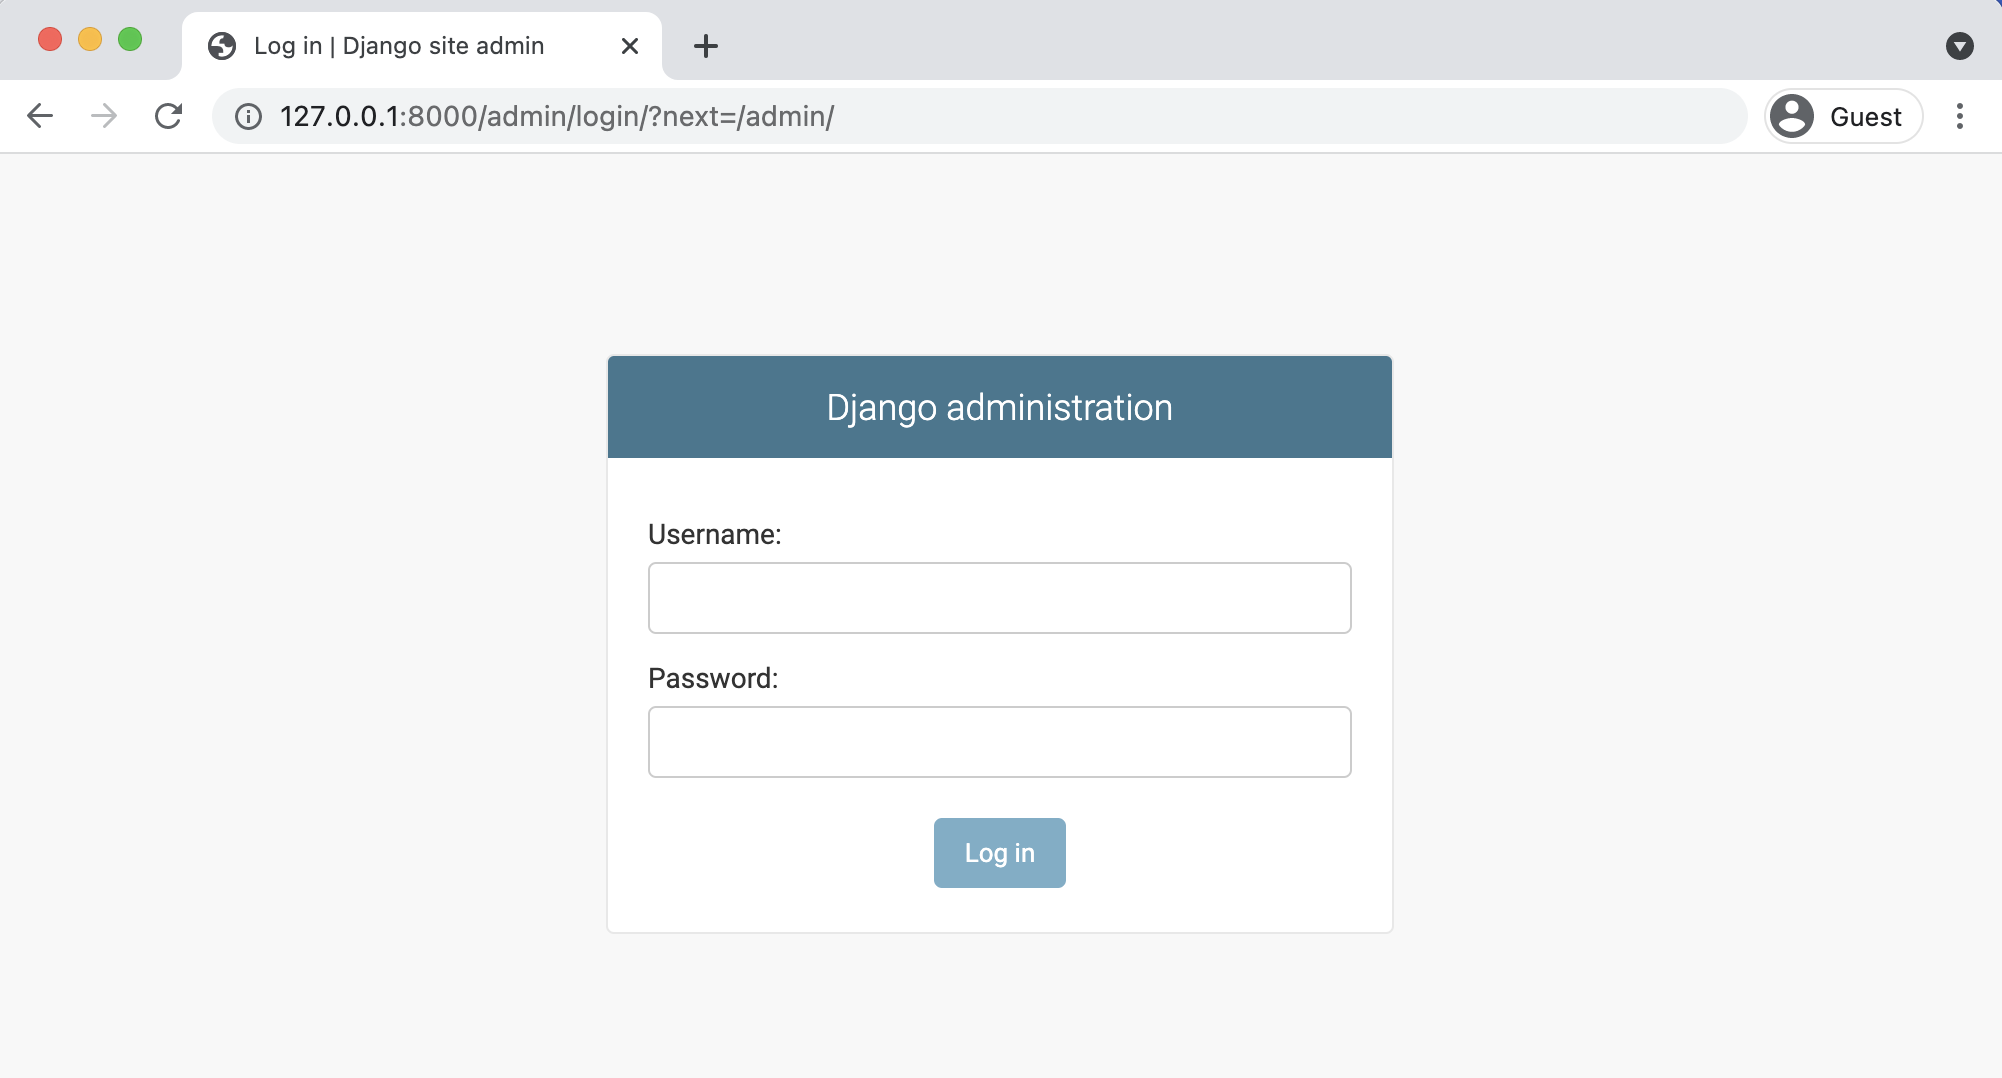 Log in | Django site admin
127.0.0.1:8000/admin/login/?next=/admin/
Guest
Django administration
Username:
Password:
Log in